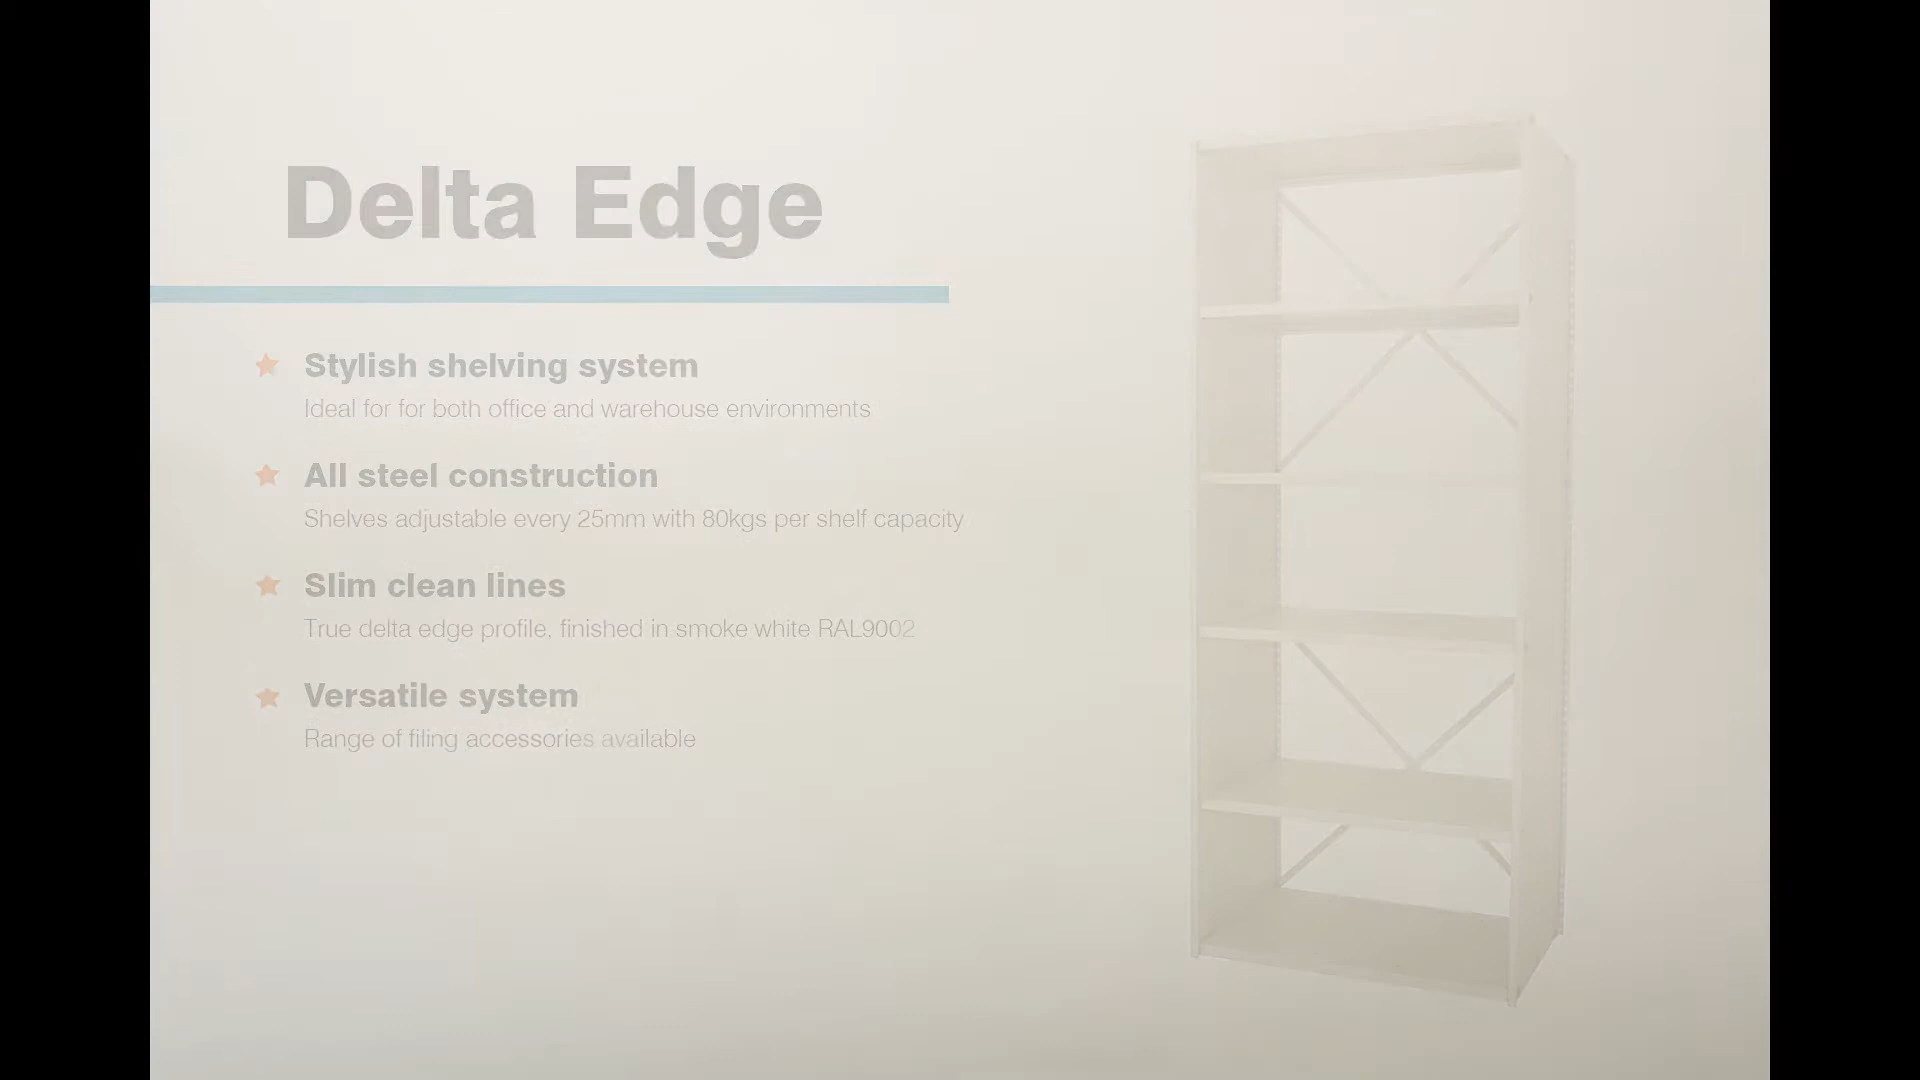 Delta Edge
Stylish shelving system
Ideal for for both office and warehouse environments
All steel construction
Shelves adjustable every 25mm with 80kgs per shelf capacity
Slim clean lines
True delta edge profile, finished in smoke white RAL9002
Versatile system
Range of filing accessories available